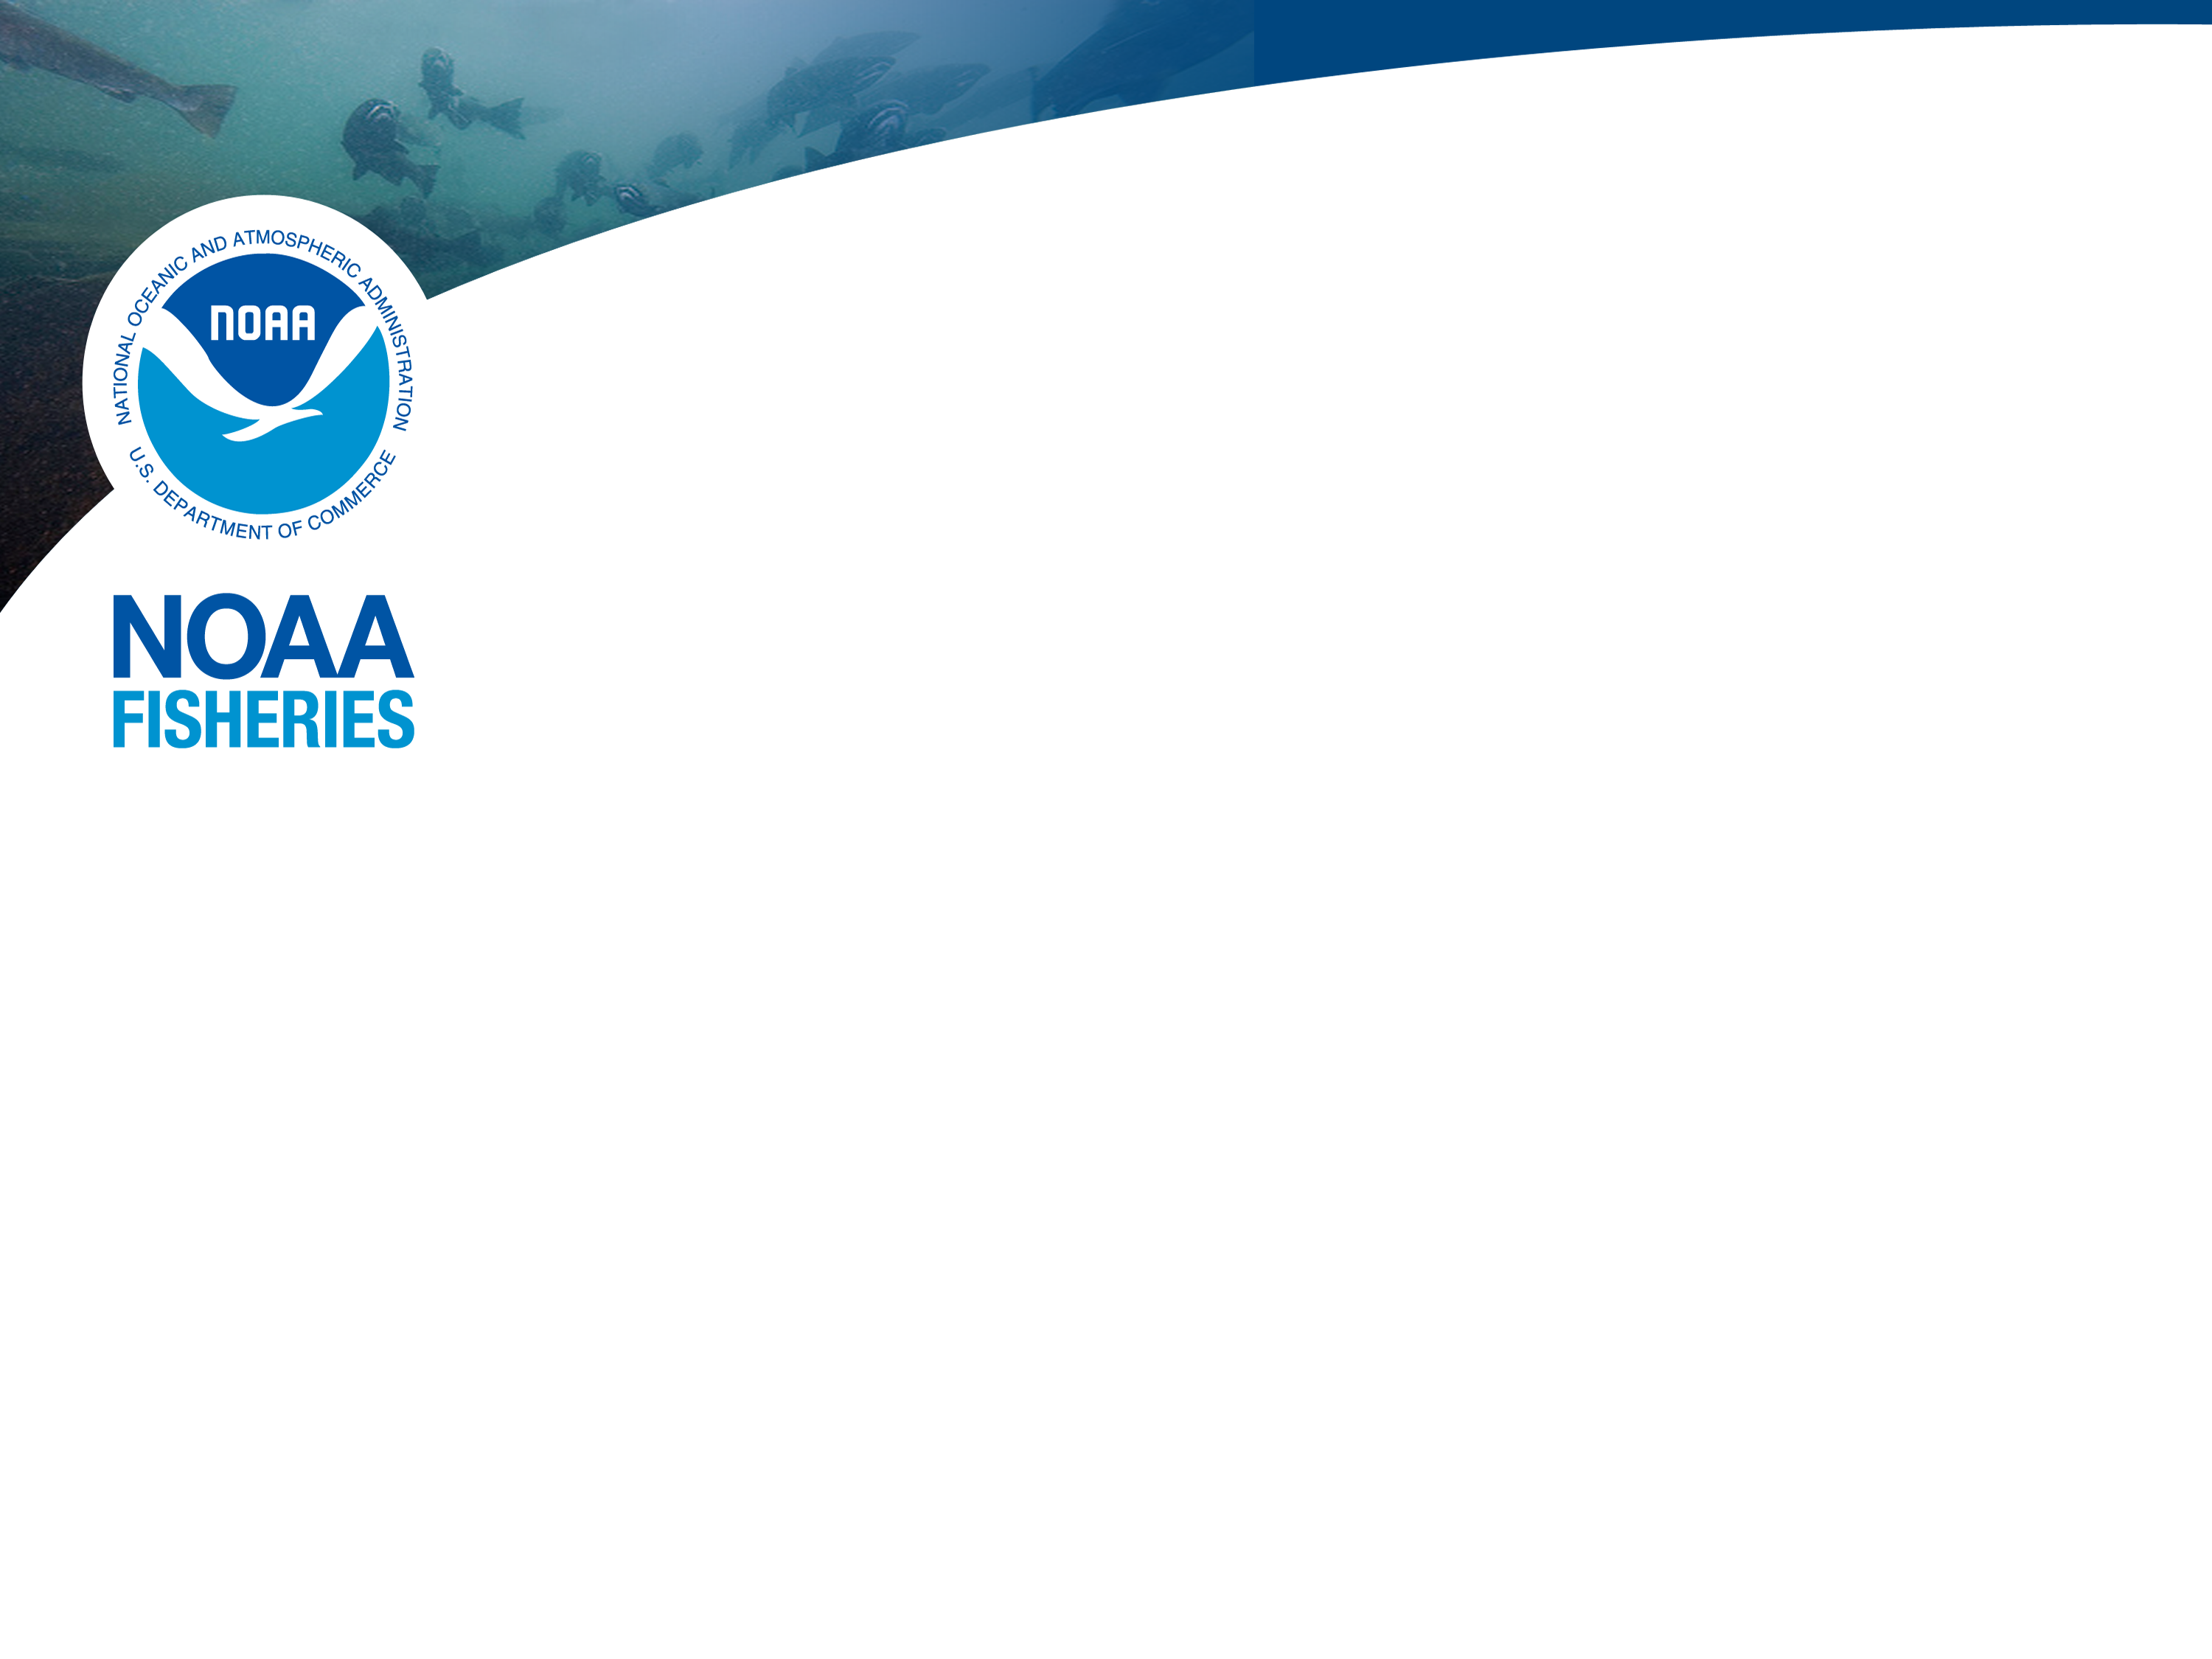 NATIONAL OCEANIC AND ATMOSPHERIC ADMINISTRATION
NOAA
U.S. DEPARTMENT OF COMMERCE
NOAA
FISHERIES